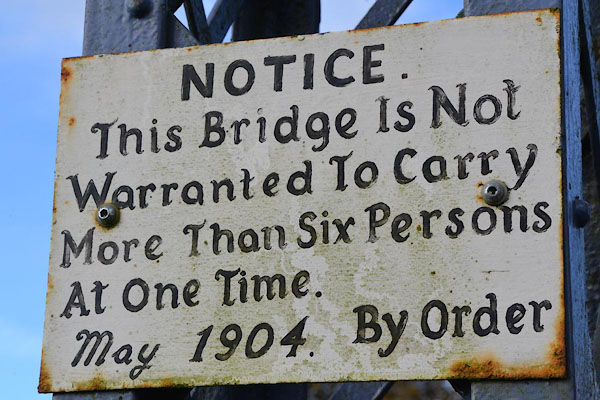 NOTICE.
This Bridge Is Not
Warranted To Carry
More Than Six Persons
At One Time.
May 1904. By Order